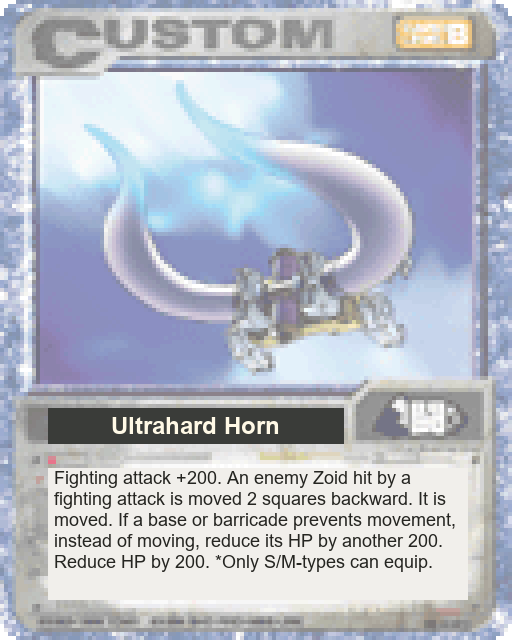 CUSTOM
Ultrahard Horn
Fighting attack +200. An enemy Zoid hit by a
fighting attack is moved 2 squares backward. It is
moved. If a base or barricade prevents movement,
instead of moving, reduce its HP by another 200.
Reduce HP by 200. *Only S/M-types can equip.